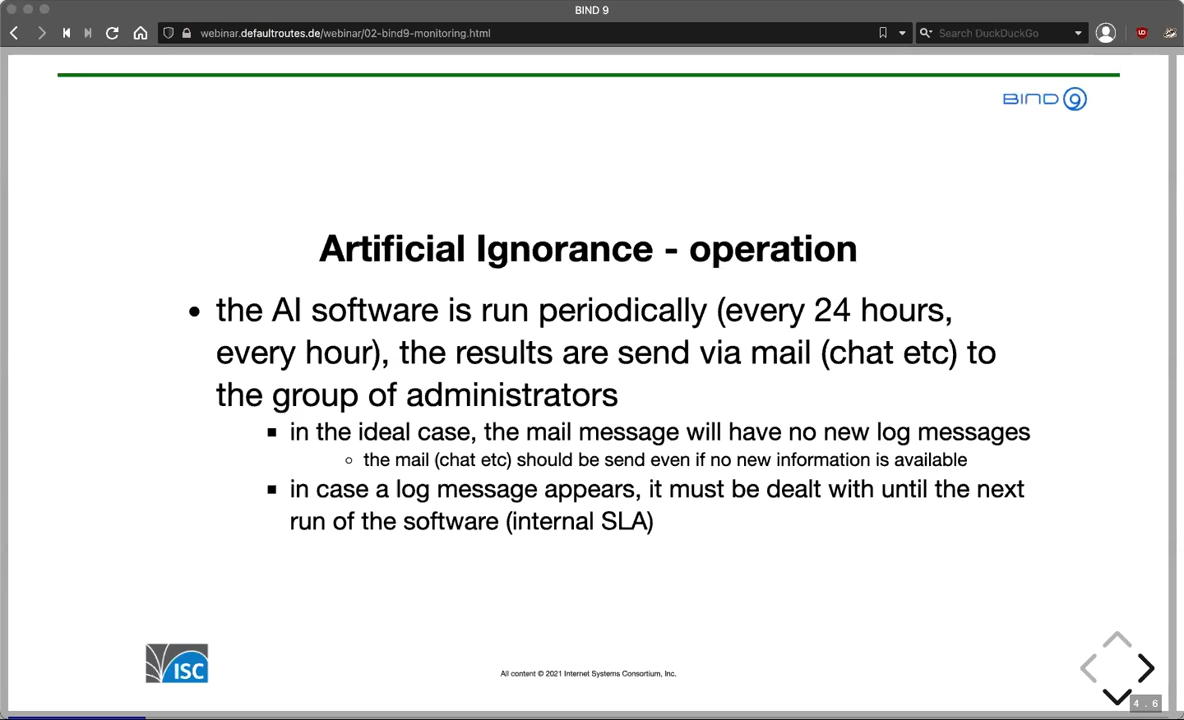 BIND 9
webinar.defaultroutes.de/webinar/02-bind9-monitoring.html
Search DuckDuckGo
BIND 9
Artificial Ignorance - operation
• the AI software is run periodically (every 24 hours,
every hour), the results are send via mail (chat etc) to
the group of administrators
▪ in the ideal case, the mail message will have no new log messages
◦ the mail (chat etc) should be send even if no new information is available
▪ in case a log message appears, it must be dealt with until the next
run of the software (internal SLA)
ISC
All content © 2021 Internet Systems Consortium, Inc.
4 . 6